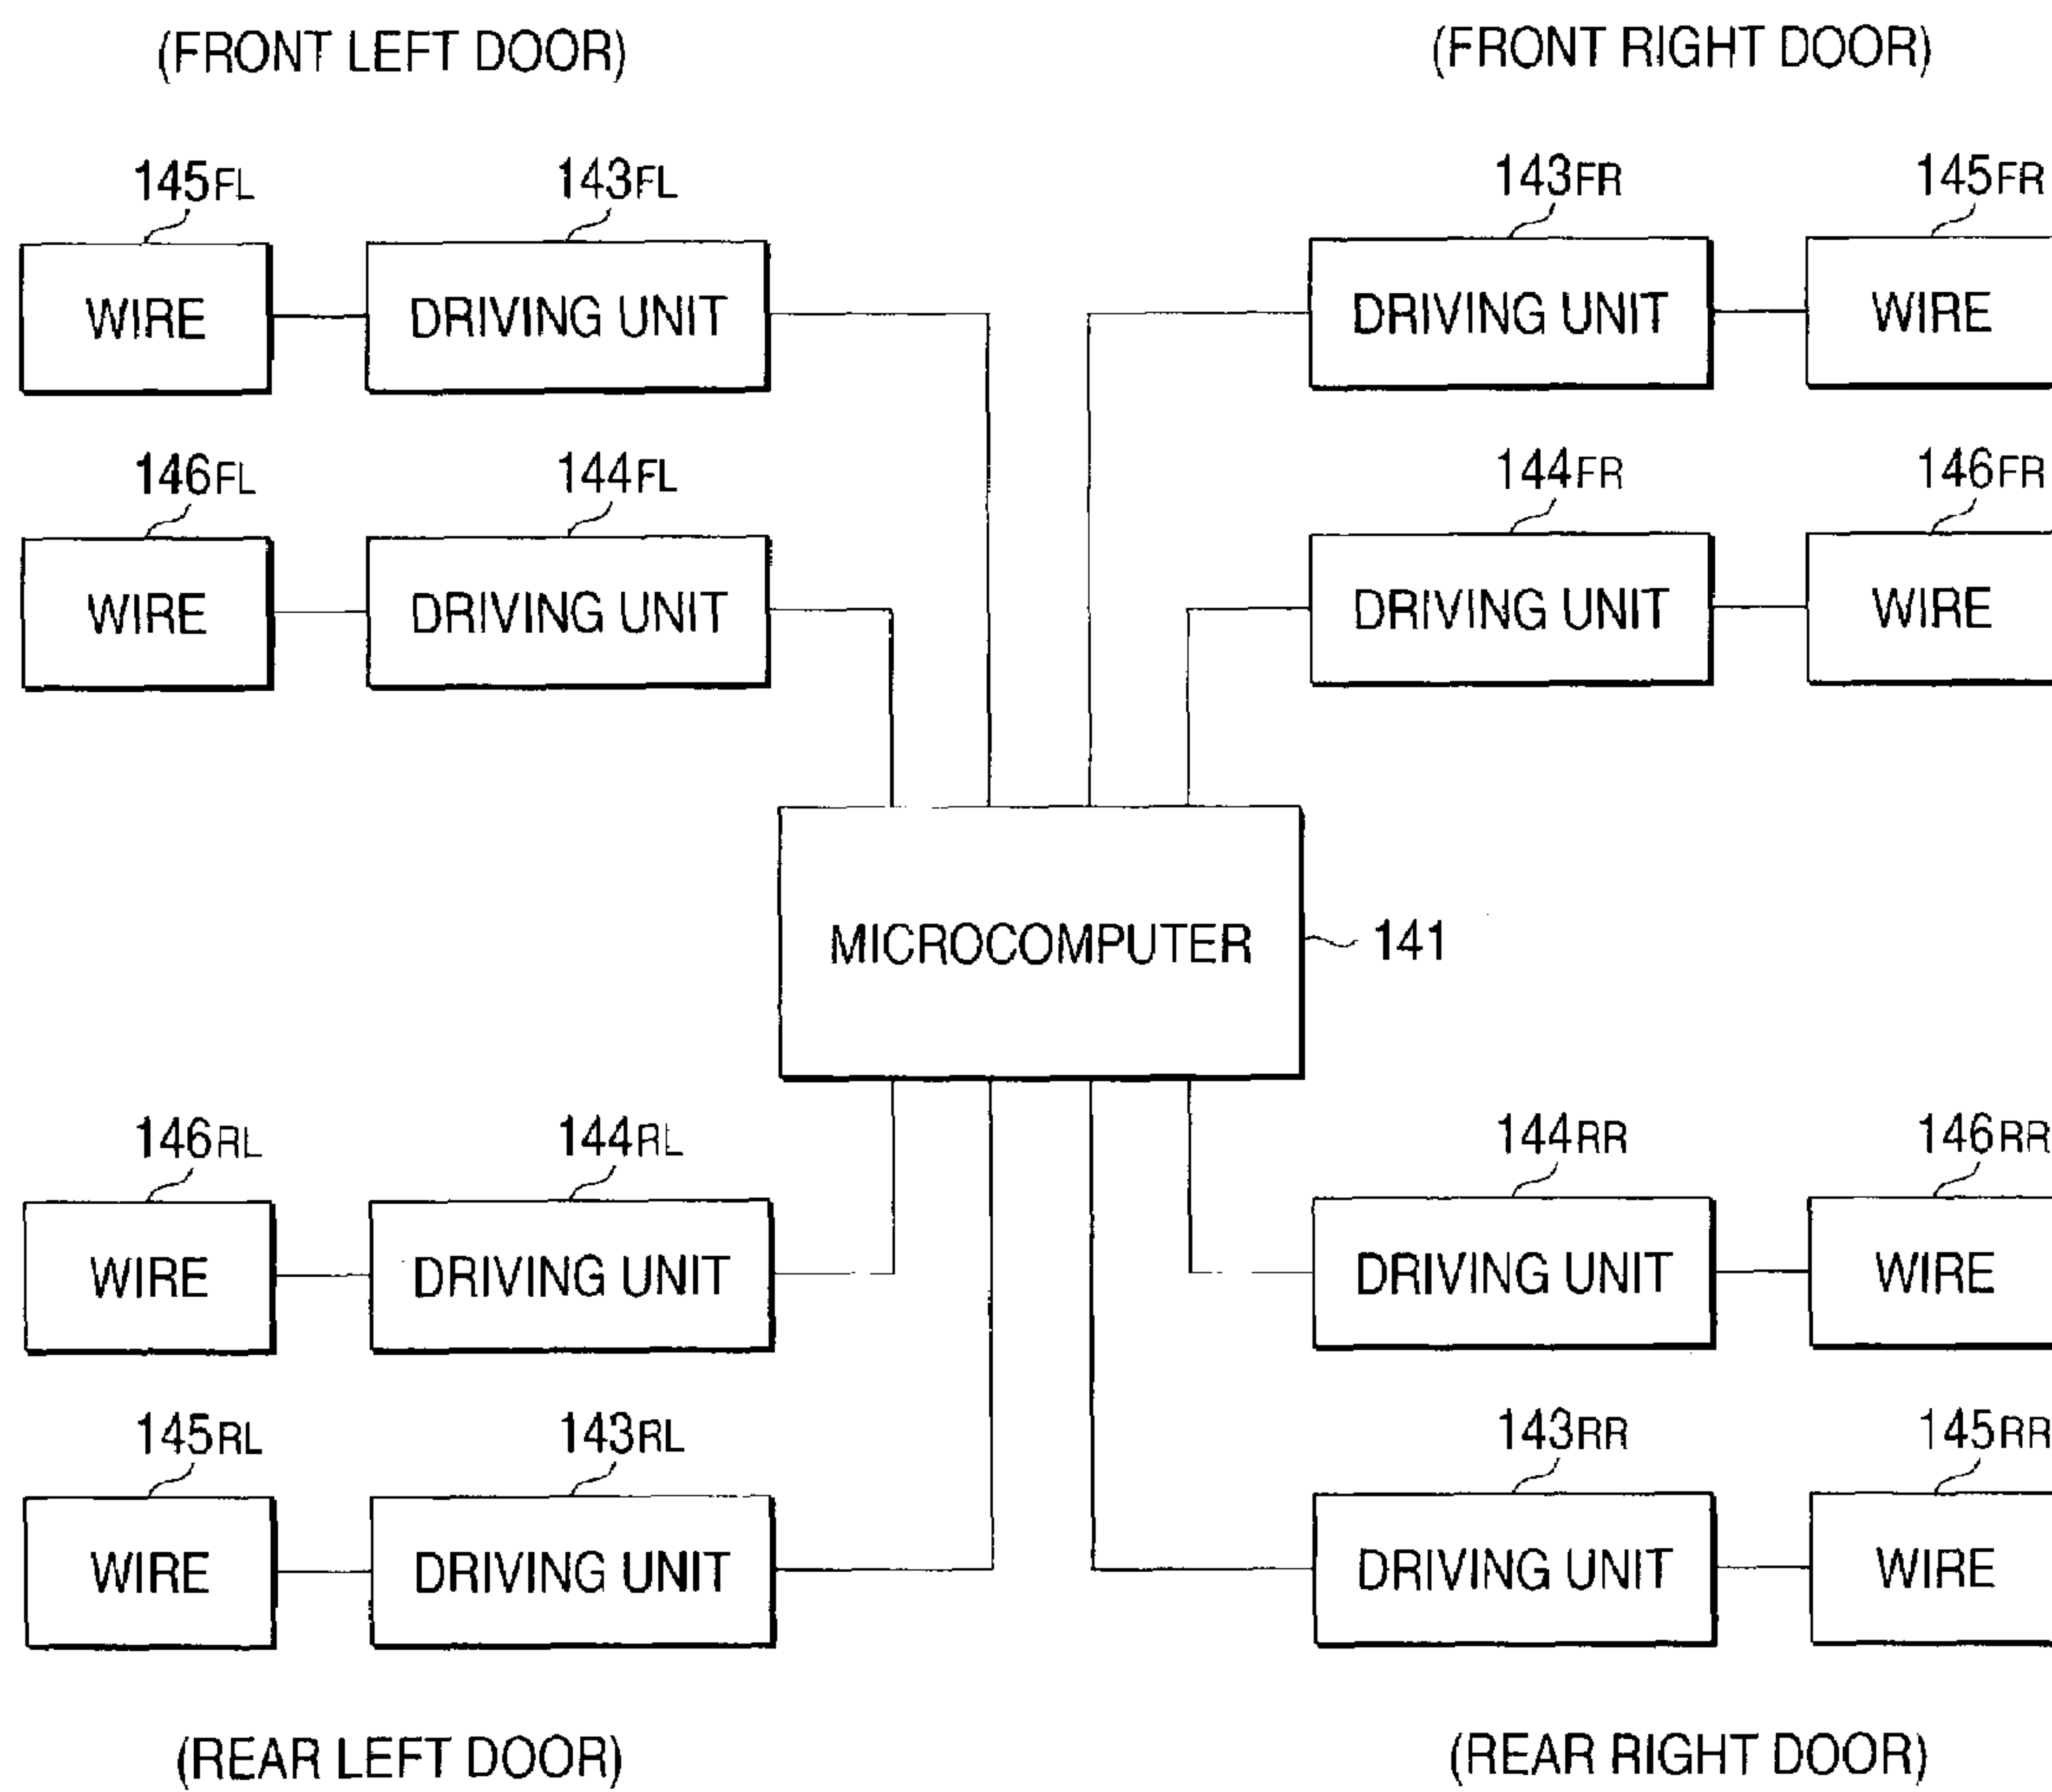 (FRONT LEFT DOOR) (FRONT RIGHT DOOR)
145FL 143FL 143FR 145FR
WIRE DRIVING UNIT DRIVING UNIT WIRE
146FL 144FL 144FR 146FR
WIRE DRIVING UNIT DRIVING UNIT WIRE
MICROCOMPUTER 141
146RL 144RL 144RR 146RR
WIRE DRIVING UNIT DRIVING UNIT WIRE
145RL 143RL 143RR 145RR
WIRE DRIVING UNIT DRIVING UNIT WIRE
(REAR LEFT DOOR) (REAR RIGHT DOOR)